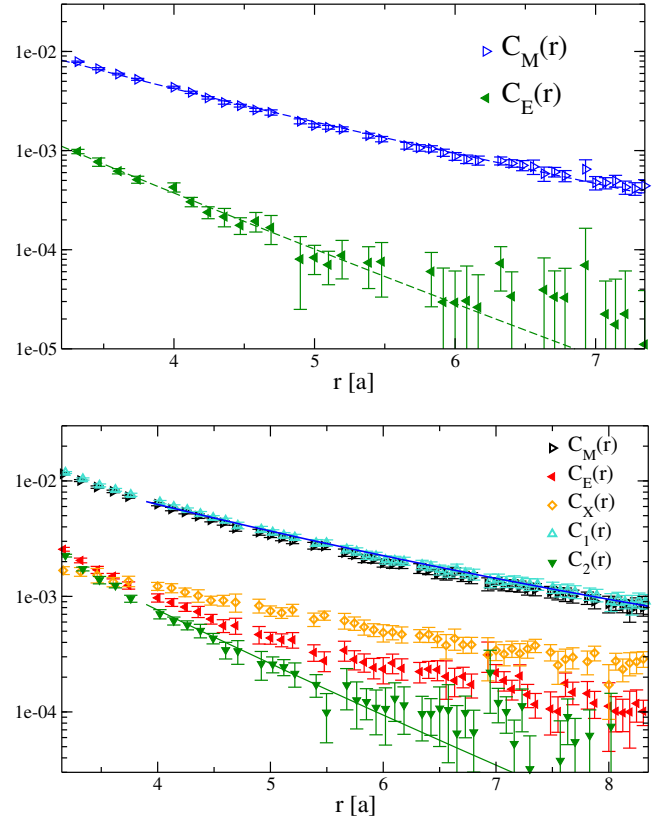 1e-02
C_M(r)
C_E(r)
1e-03
1e-04
1e-05
4 5 6 7
r [a]
C_M(r)
C_E(r)
1e-02
C_X(r)
C_1(r)
C_2(r)
1e-03
1e-04
4 5 6 7 8
r [a]